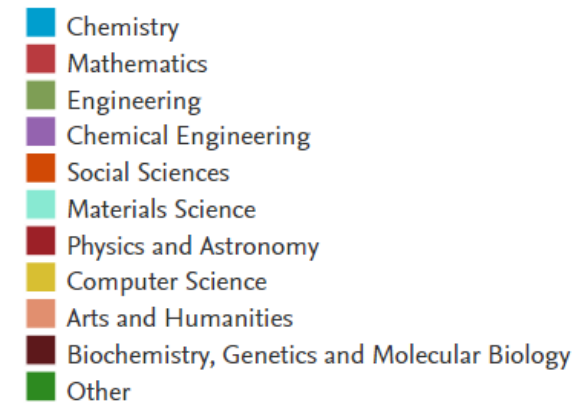 Chemistry
Mathematics
Engineering
Chemical Engineering
Social Sciences
Materials Science
Physics and Astronomy
Computer Science
Arts and Humanities
Biochemistry, Genetics and Molecular Biology
Other